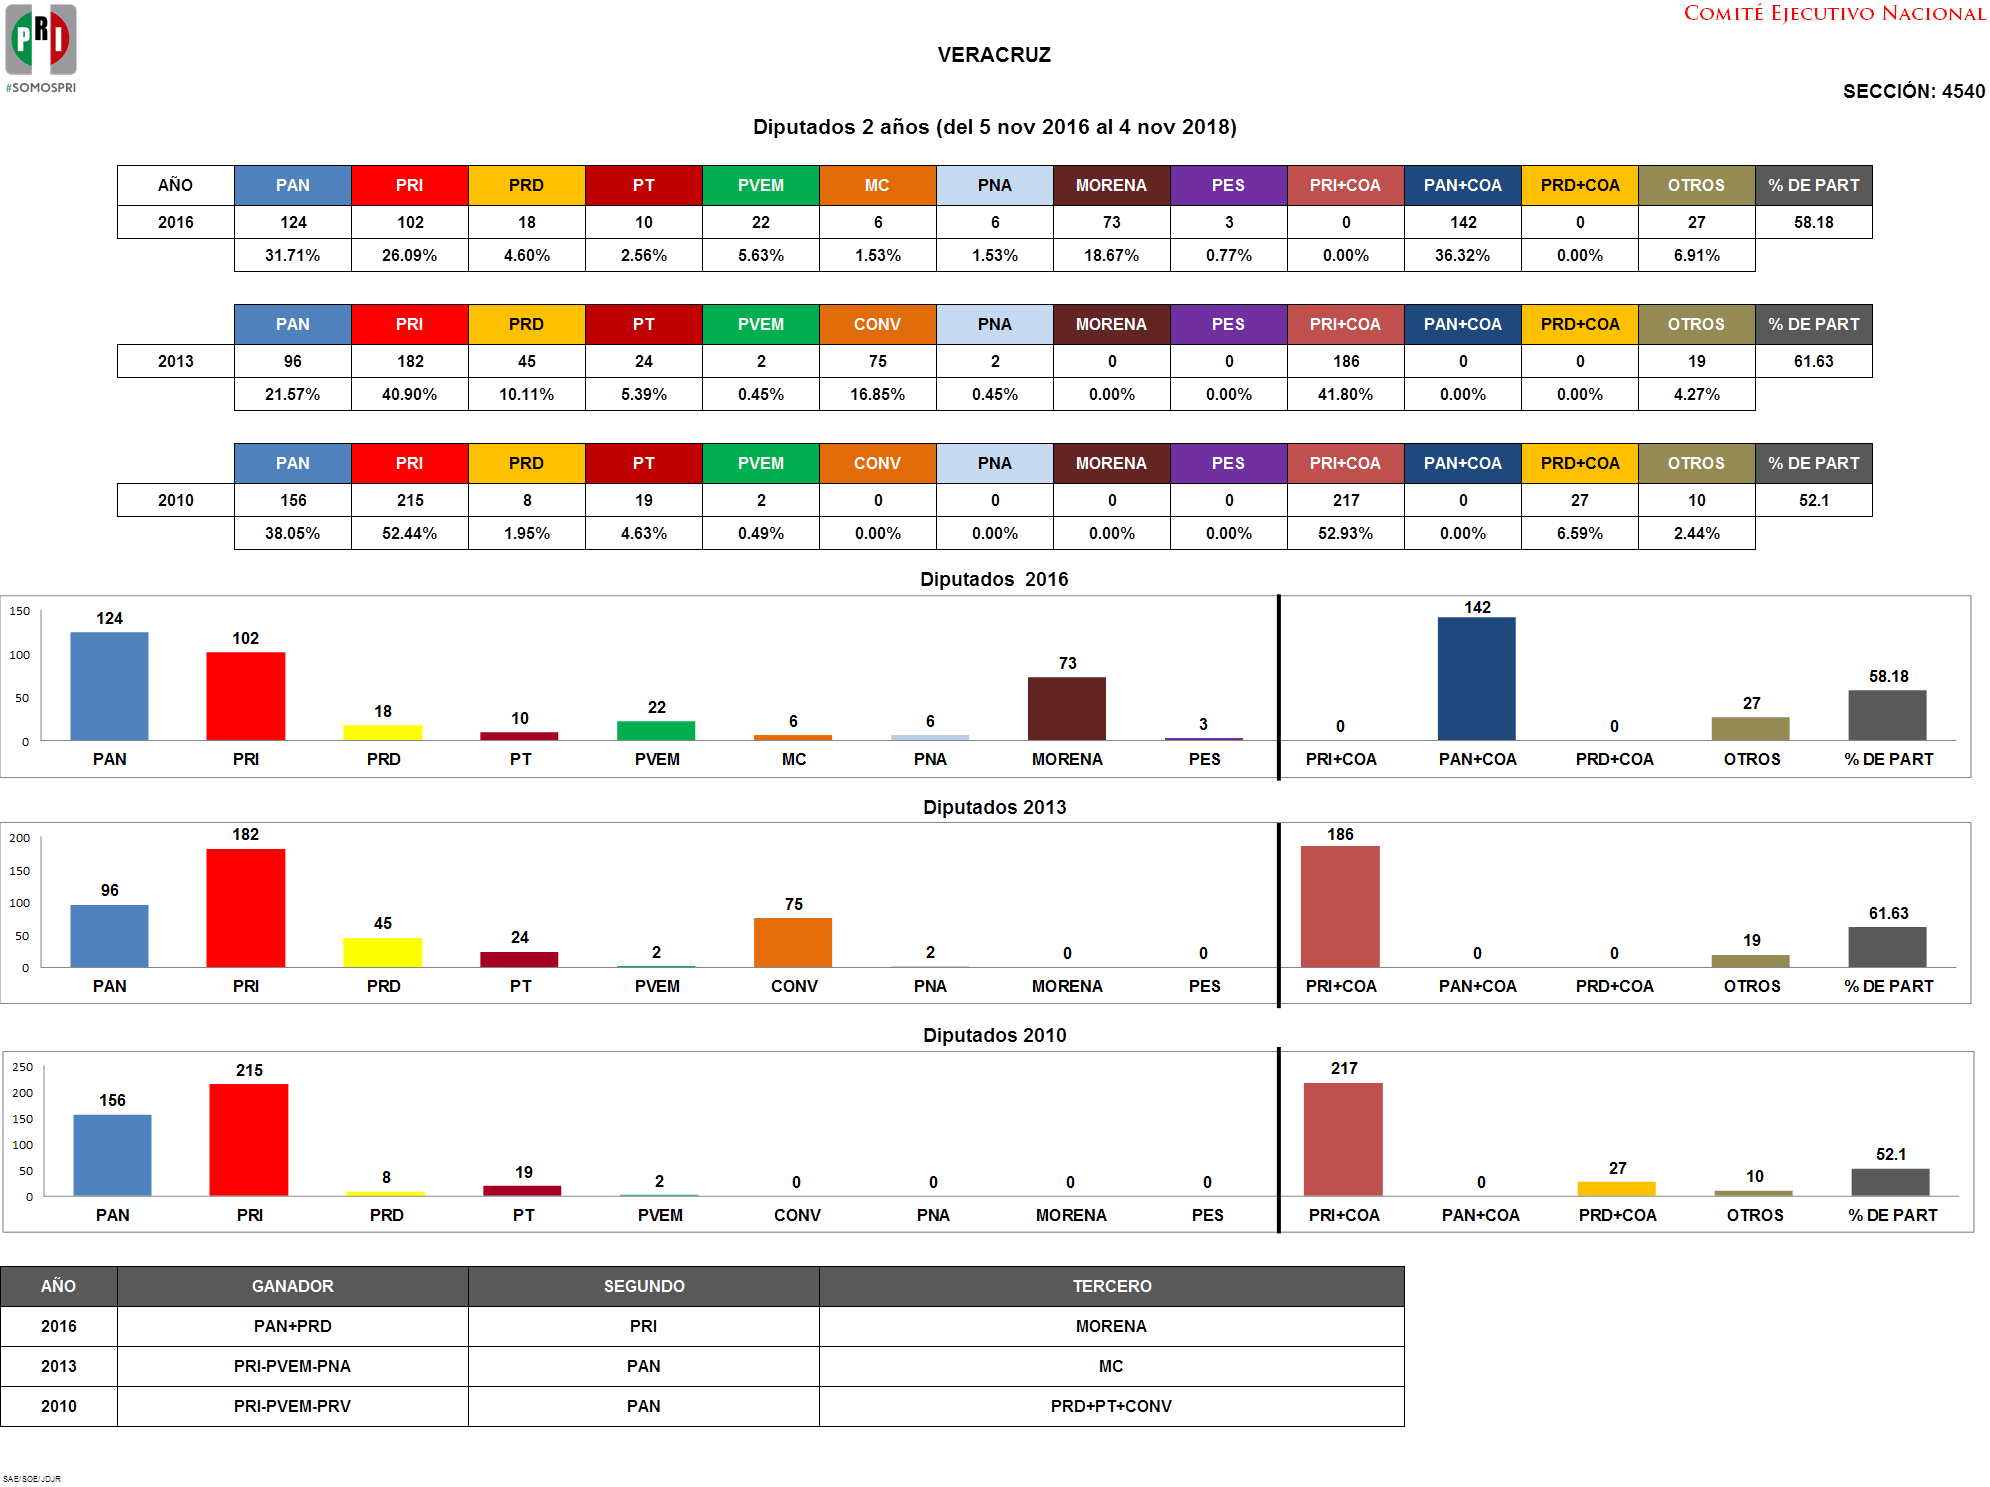 PRI
#SOMOSPRI
COMITÉ EJECUTIVO NACIONAL
VERACRUZ
SECCIÓN: 4540
Diputados 2 años (del 5 nov 2016 al 4 nov 2018)
AÑO PAN PRI PRD PT PVEM MC PNA MORENA PES PRI+COA PAN+COA PRD+COA OTROS % DE PART
2016 124 102 18 10 22 6 6 73 3 0 142 0 27 58.18
31.71% 26.09% 4.60% 2.56% 5.63% 1.53% 1.53% 18.67% 0.77% 0.00% 36.32% 0.00% 6.91%
PAN PRI PRD PT PVEM CONV PNA MORENA PES PRI+COA PAN+COA PRD+COA OTROS % DE PART
2013 96 182 45 24 2 75 2 0 0 186 0 0 19 61.63
21.57% 40.90% 10.11% 5.39% 0.45% 16.85% 0.45% 0.00% 0.00% 41.80% 0.00% 0.00% 4.27%
PAN PRI PRD PT PVEM CONV PNA MORENA PES PRI+COA PAN+COA PRD+COA OTROS % DE PART
2010 156 215 8 19 2 0 0 0 0 217 0 27 10 52.1
38.05% 52.44% 1.95% 4.63% 0.49% 0.00% 0.00% 0.00% 0.00% 52.93% 0.00% 6.59% 2.44%
Diputados 2016
150
100
50
0
124 102 18 10 22 6 6 73 3 0 142 0 27 58.18
PAN PRI PRD PT PVEM MC PNA MORENA PES PRI+COA PAN+COA PRD+COA OTROS % DE PART
Diputados 2013
200
150
100
50
0
96 182 45 24 2 75 2 0 0 186 0 0 19 61.63
PAN PRI PRD PT PVEM CONV PNA MORENA PES PRI+COA PAN+COA PRD+COA OTROS % DE PART
Diputados 2010
250
200
150
100
50
0
156 215 8 19 2 0 0 0 0 217 0 27 10 52.1
PAN PRI PRD PT PVEM CONV PNA MORENA PES PRI+COA PAN+COA PRD+COA OTROS % DE PART
AÑO GANADOR SEGUNDO TERCERO
2016 PAN+PRD PRI MORENA
2013 PRI-PVEM-PNA PAN MC
2010 PRI-PVEM-PRV PAN PRD+PT+CONV
SAE/SOE/JDJR